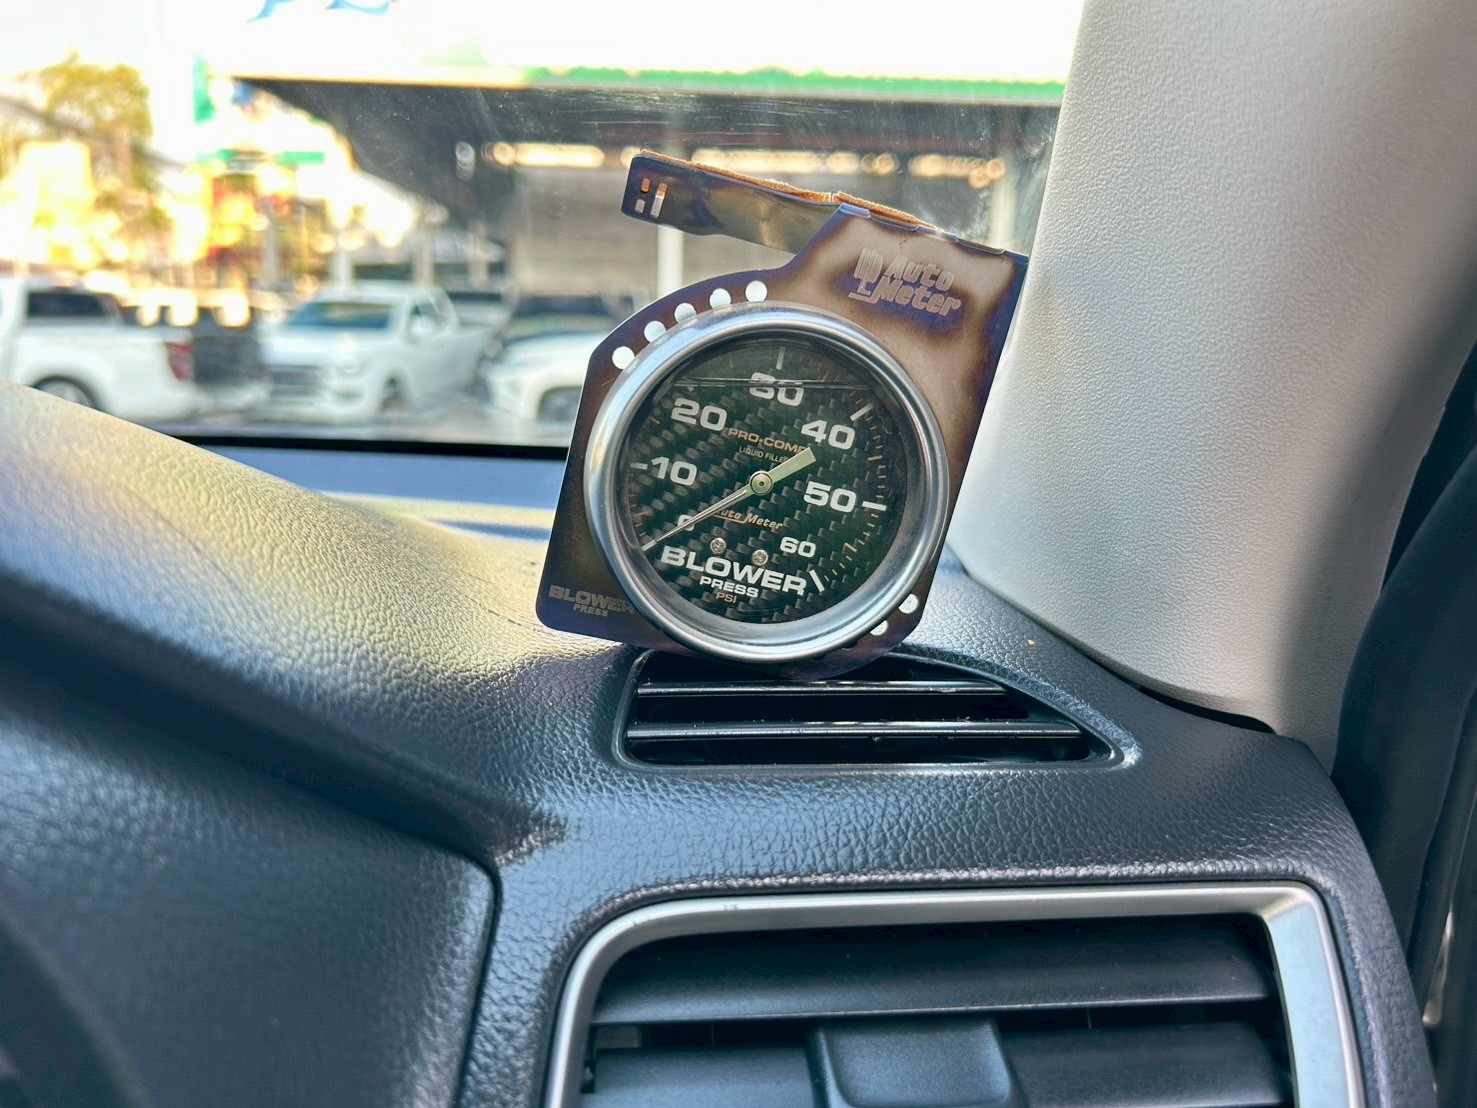 Auto
Meter
30
20
40
PRO-COMP
LIQUID FILLED
10
50
0
Auto Meter
60
BLOWER
PRESS
PSI
BLOWER
PRESS